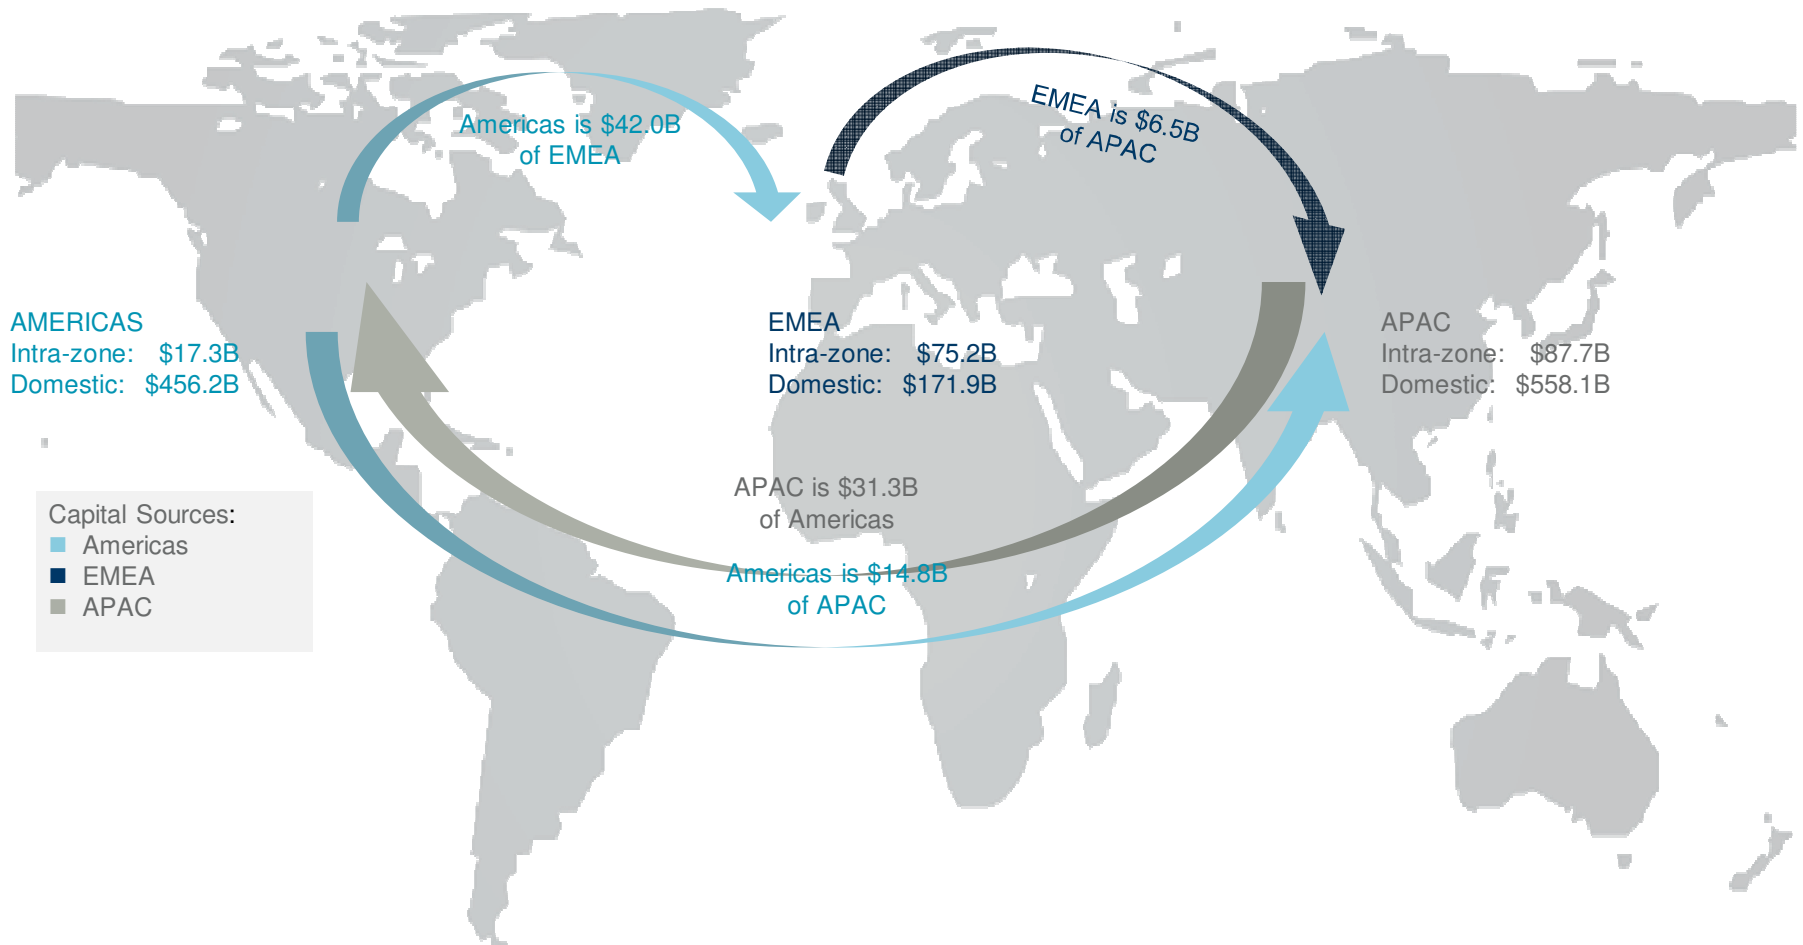 Americas is $42.0B
of EMEA
EMEA is $6.5B
of APAC
AMERICAS
Intra-zone: $17.3B
Domestic: $456.2B
EMEA
Intra-zone: $75.2B
Domestic: $171.9B
APAC
Intra-zone: $87.7B
Domestic: $558.1B
APAC is $31.3B
of Americas
Americas is $14.8B
of APAC
Capital Sources:
Americas
EMEA
APAC